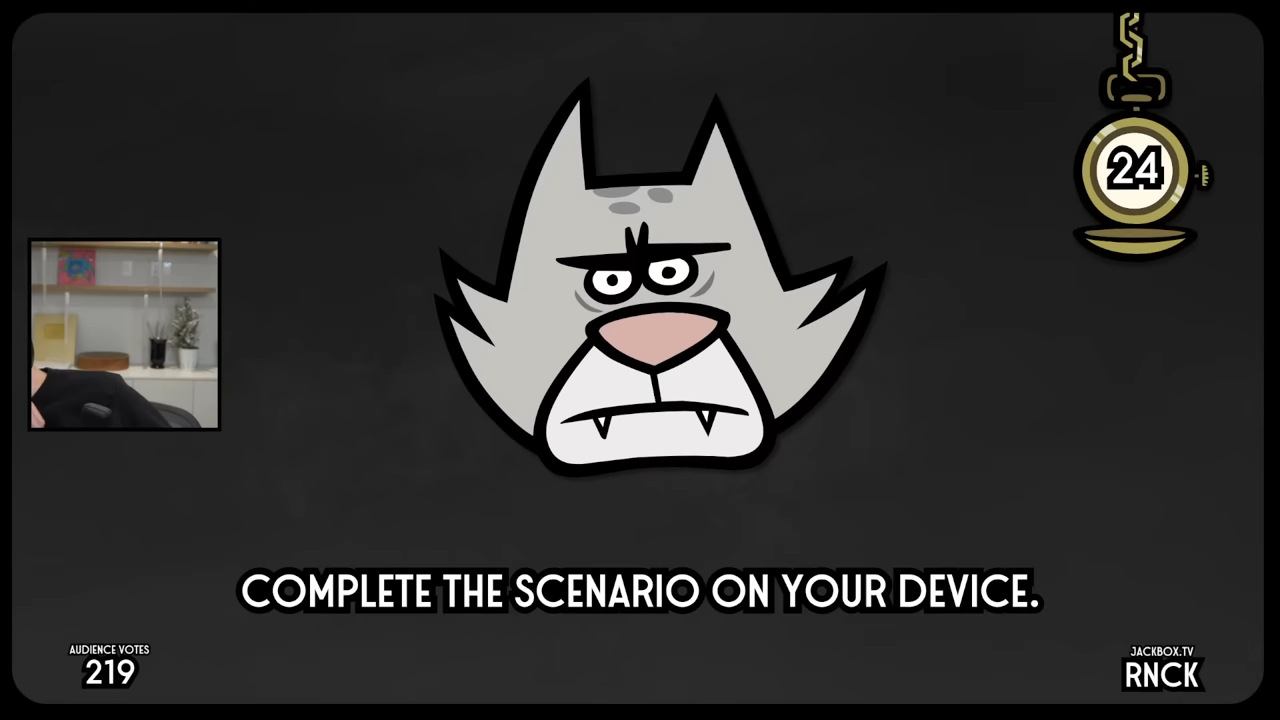 24
COMPLETE THE SCENARIO ON YOUR DEVICE.
AUDIENCE VOTES
219
JACKBOX.TV
RNCK